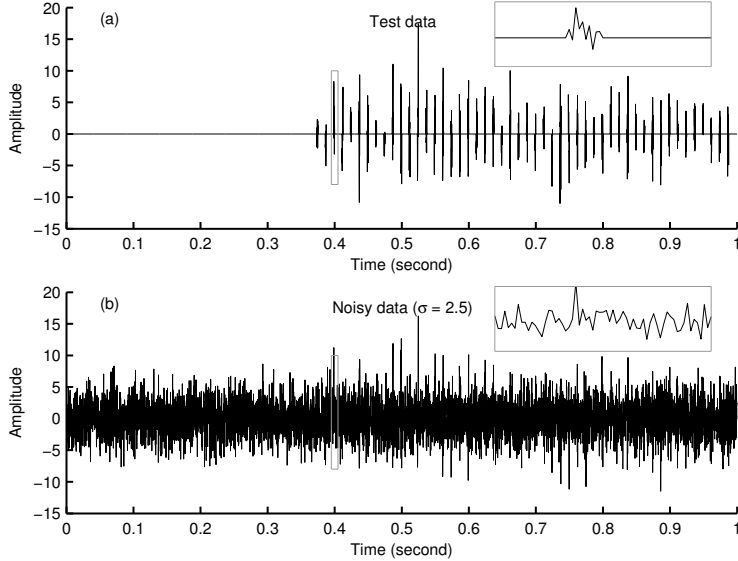 (a)
Test data
20
15
10
5
0
−5
−10
−15
Amplitude
0 0.1 0.2 0.3 0.4 0.5 0.6 0.7 0.8 0.9 1
Time (second)
(b)
Noisy data (σ = 2.5)
20
15
10
5
0
−5
−10
−15
Amplitude
0 0.1 0.2 0.3 0.4 0.5 0.6 0.7 0.8 0.9 1
Time (second)